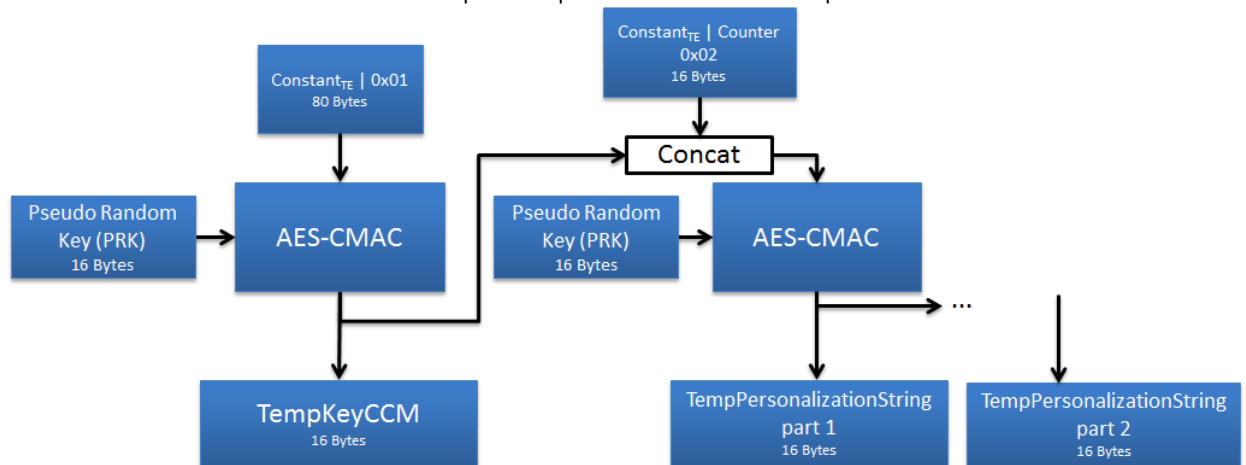 Constant_TE | 0x01
80 Bytes
Constant_TE | Counter
0x02
16 Bytes
Concat
Pseudo Random
Key (PRK)
16 Bytes
AES-CMAC
Pseudo Random
Key (PRK)
16 Bytes
AES-CMAC
...
TempKeyCCM
16 Bytes
TempPersonalizationString
part 1
16 Bytes
TempPersonalizationString
part 2
16 Bytes